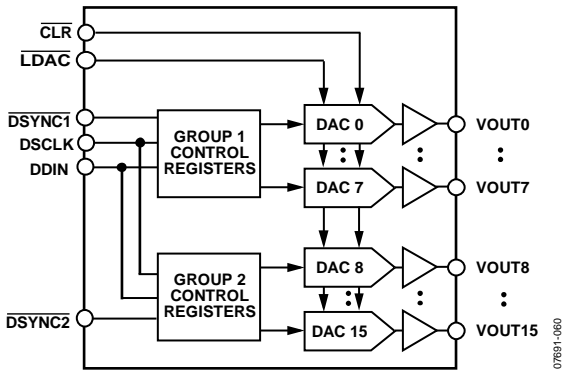 CLR
LDAC
DSYNC1
DSCLK
DDIN
GROUP 1
CONTROL
REGISTERS
DAC 0
VOUT0
DAC 7
VOUT7
GROUP 2
CONTROL
REGISTERS
DAC 8
VOUT8
DSYNC2
DAC 15
VOUT15
07691-060